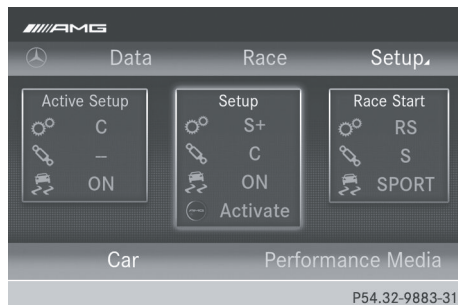 AMG
Data Race Setup
Active Setup
C
–
ON
Setup
S+
C
ON
Activate
Race Start
RS
S
SPORT
Car Performance Media
P54.32-9883-31